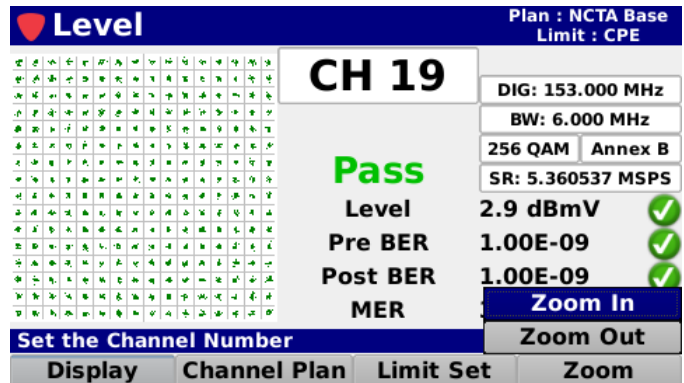 Level
Plan : NCTA Base
Limit : CPE
CH 19
DIG: 153.000 MHz
BW: 6.000 MHz
256 QAM Annex B
SR: 5.360537 MSPS
Pass
Level 2.9 dBmV
Pre BER 1.00E-09
Post BER 1.00E-09
MER
Zoom In
Zoom Out
Set the Channel Number
Display Channel Plan Limit Set Zoom